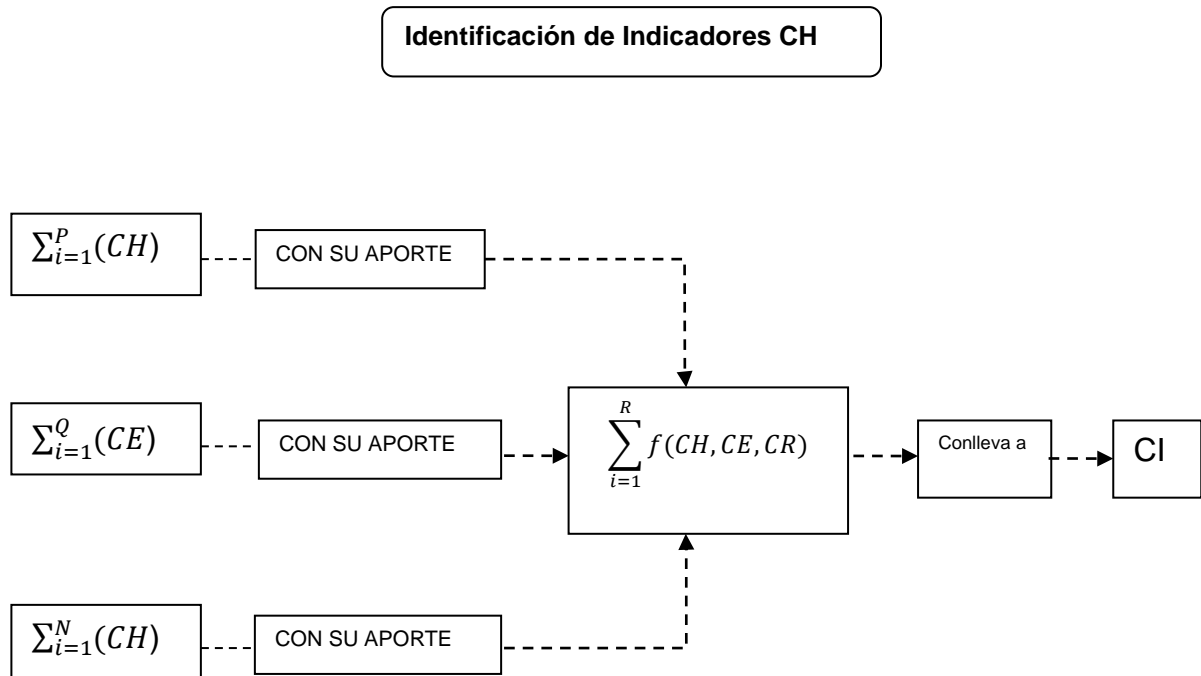 Identificación de Indicadores CH
∑_{i=1}^{P}(CH)
CON SU APORTE
∑_{i=1}^{Q}(CE)
CON SU APORTE
∑_{i=1}^{R} f(CH, CE, CR)
Conlleva a
CI
∑_{i=1}^{N}(CH)
CON SU APORTE